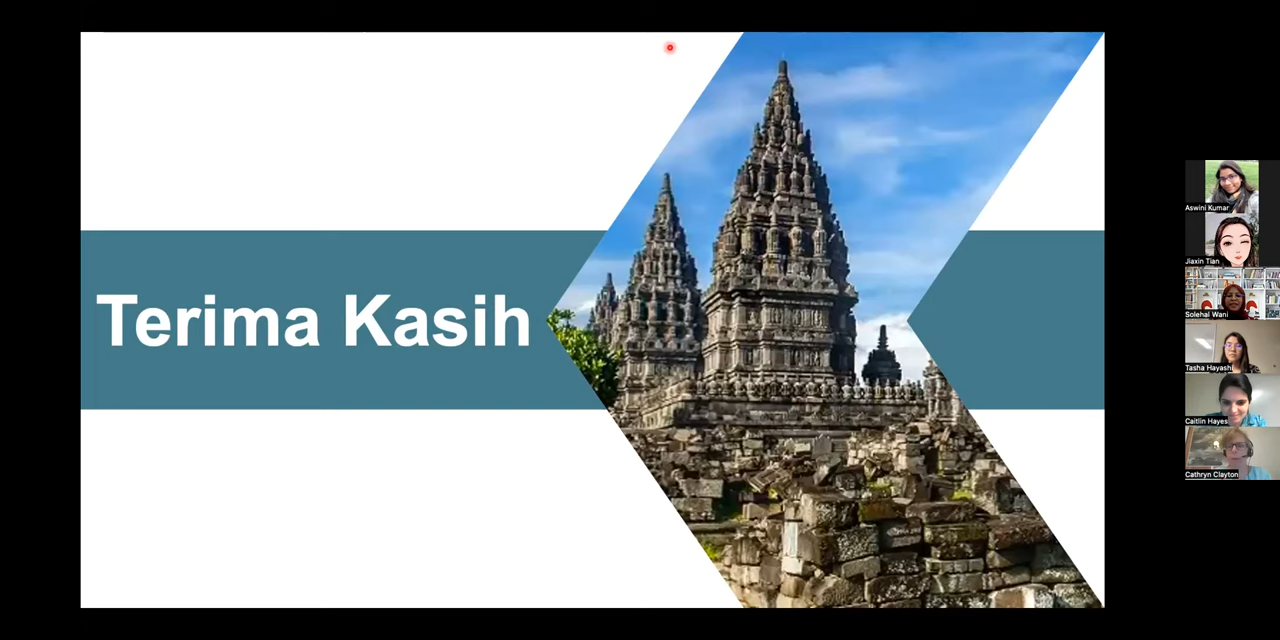 Terima Kasih
Aswini Kumar
Jiaxin Tian
Solehal Wani
Tasha Hayashi
Caitlin Hayes
Cathryn Clayton